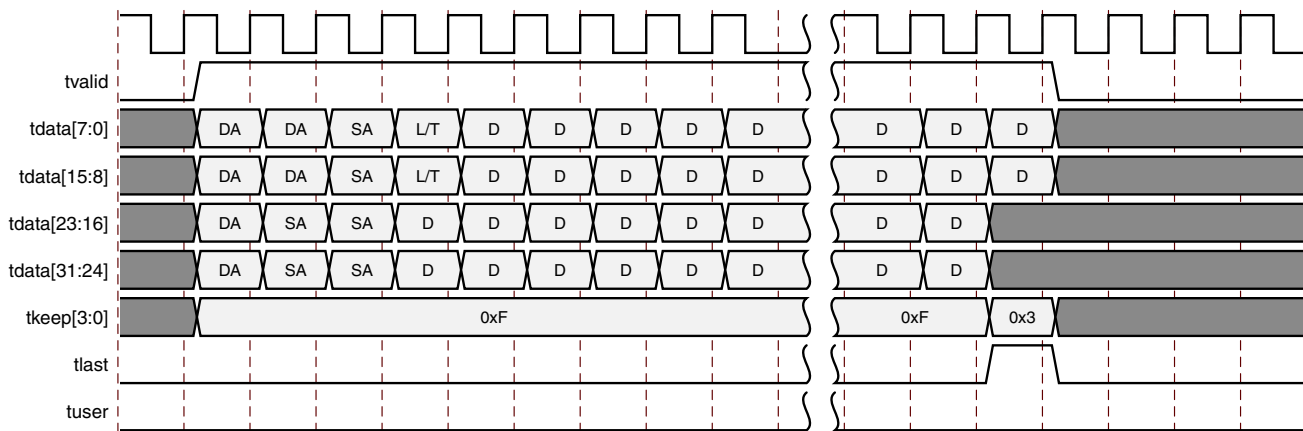 tvalid
tdata[7:0] DA DA SA L/T D D D D D D D D
tdata[15:8] DA DA SA L/T D D D D D D D D
tdata[23:16] DA SA SA D D D D D D D D
tdata[31:24] DA SA SA D D D D D D D D
tkeep[3:0] 0xF 0xF 0x3
tlast
tuser